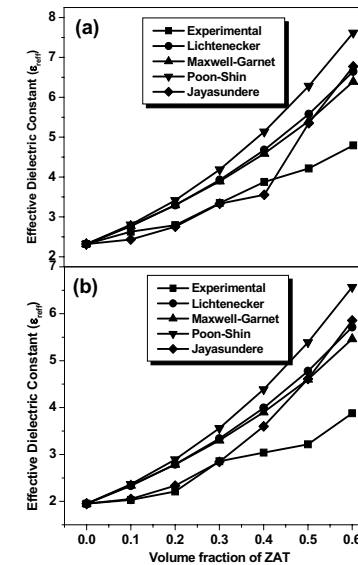 (a)
Experimental
Lichtenecker
Maxwell-Garnet
Poon-Shin
Jayasundere
Effective Dielectric Constant (εreff)
8
7
6
5
4
3
2
(b)
Experimental
Lichtenecker
Maxwell-Garnet
Poon-Shin
Jayasundere
Effective Dielectric Constant (εreff)
7
6
5
4
3
2
0.0 0.1 0.2 0.3 0.4 0.5 0.6
Volume fraction of ZAT